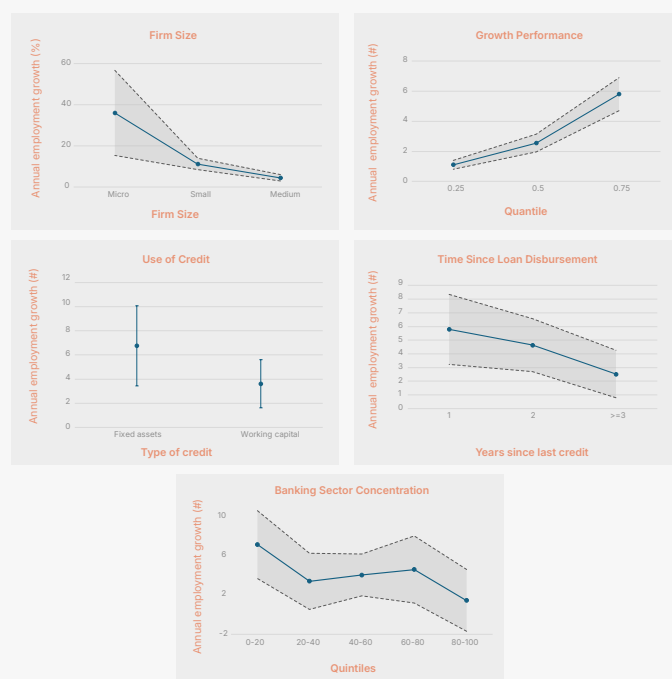 Firm Size
Annual employment growth (%)
60
40
20
0
Micro Small Medium
Firm Size
Growth Performance
Annual employment growth (#)
8
6
4
2
0
0.25 0.5 0.75
Quantile
Use of Credit
Annual employment growth (#)
12
10
8
6
4
2
0
Fixed assets Working capital
Type of credit
Time Since Loan Disbursement
Annual employment growth (#)
9
8
7
6
5
4
3
2
1
0
1 2 >=3
Years since last credit
Banking Sector Concentration
Annual employment growth (#)
10
6
2
-2
0-20 20-40 40-60 60-80 80-100
Quintiles